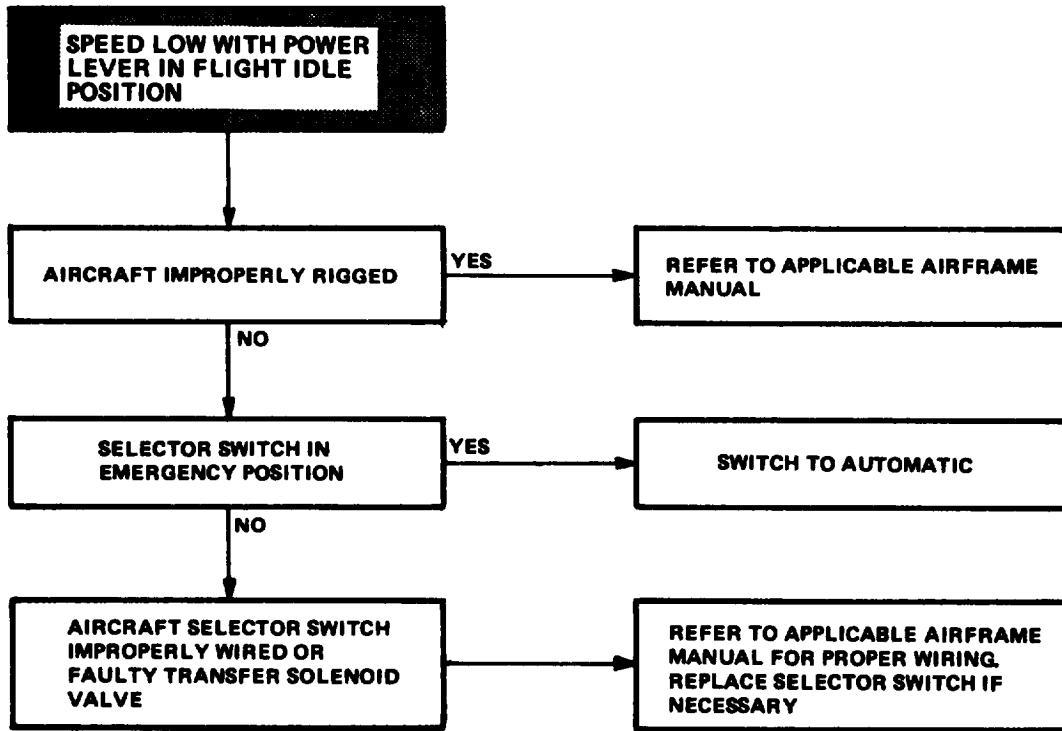 SPEED LOW WITH POWER
LEVER IN FLIGHT IDLE
POSITION
AIRCRAFT IMPROPERLY RIGGED
YES
REFER TO APPLICABLE AIRFRAME
MANUAL
NO
SELECTOR SWITCH IN
EMERGENCY POSITION
YES
SWITCH TO AUTOMATIC
NO
AIRCRAFT SELECTOR SWITCH
IMPROPERLY WIRED OR
FAULTY TRANSFER SOLENOID
VALVE
REFER TO APPLICABLE AIRFRAME
MANUAL FOR PROPER WIRING.
REPLACE SELECTOR SWITCH IF
NECESSARY